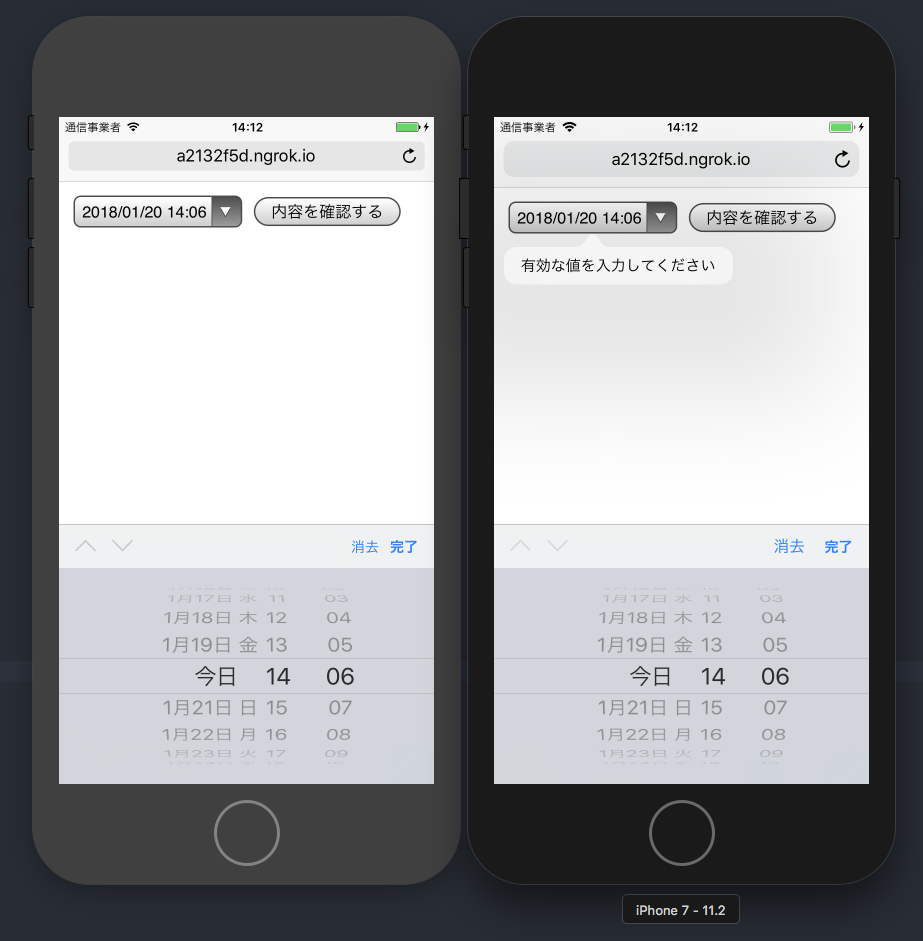 通信事業者 14:12
a2132f5d.ngrok.io
2018/01/20 14:06 内容を確認する
消去 完了
1月17日 水 11 03
1月18日 木 12 04
1月19日 金 13 05
今日 14 06
1月21日 日 15 07
1月22日 月 16 08
1月23日 火 17 09
通信事業者 14:12
a2132f5d.ngrok.io
2018/01/20 14:06 内容を確認する
有効な値を入力してください
消去 完了
1月17日 水 11 03
1月18日 木 12 04
1月19日 金 13 05
今日 14 06
1月21日 日 15 07
1月22日 月 16 08
1月23日 火 17 09
iPhone 7 - 11.2